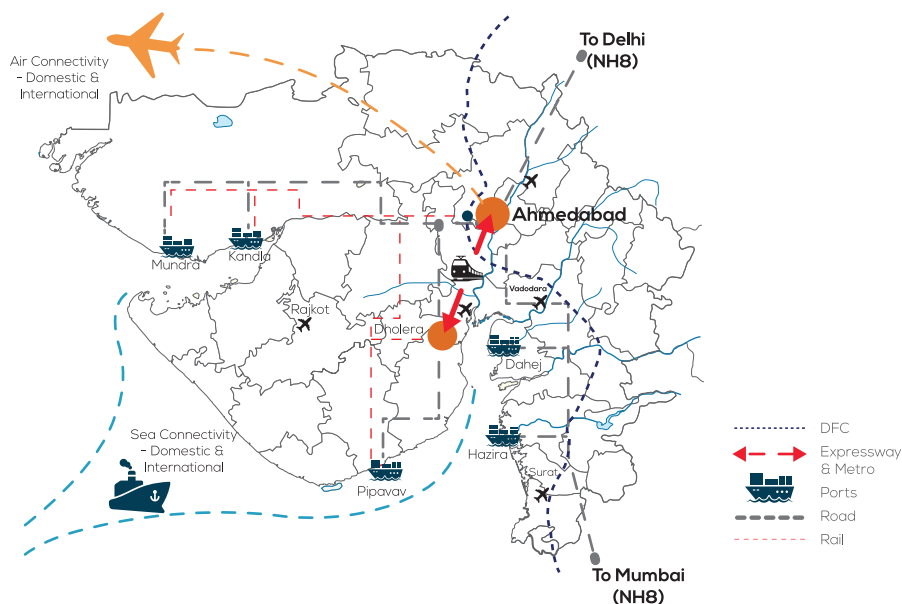 To Delhi
(NH8)
Air Connectivity
- Domestic &
International
Ahmedabad
Mundra
Kandla
Vadodara
Rajkot
Dholera
Dahej
Sea Connectivity
- Domestic &
International
Hazira
Surat
Pipavav
To Mumbai
(NH8)
DFC
Expressway
& Metro
Ports
Road
Rail